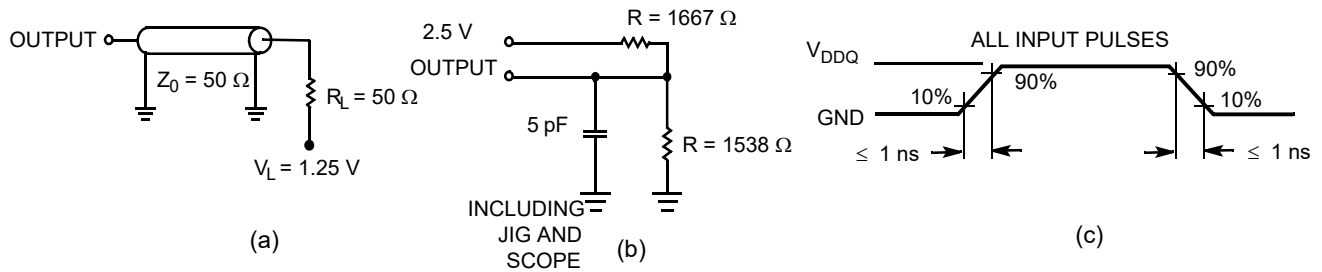 OUTPUT
Z0 = 50 Ω
RL = 50 Ω
VL = 1.25 V
(a)
R = 1667 Ω
2.5 V
OUTPUT
5 pF
R = 1538 Ω
INCLUDING
JIG AND
SCOPE
(b)
ALL INPUT PULSES
VDDQ
GND
10%
90%
90%
10%
≤ 1 ns
≤ 1 ns
(c)